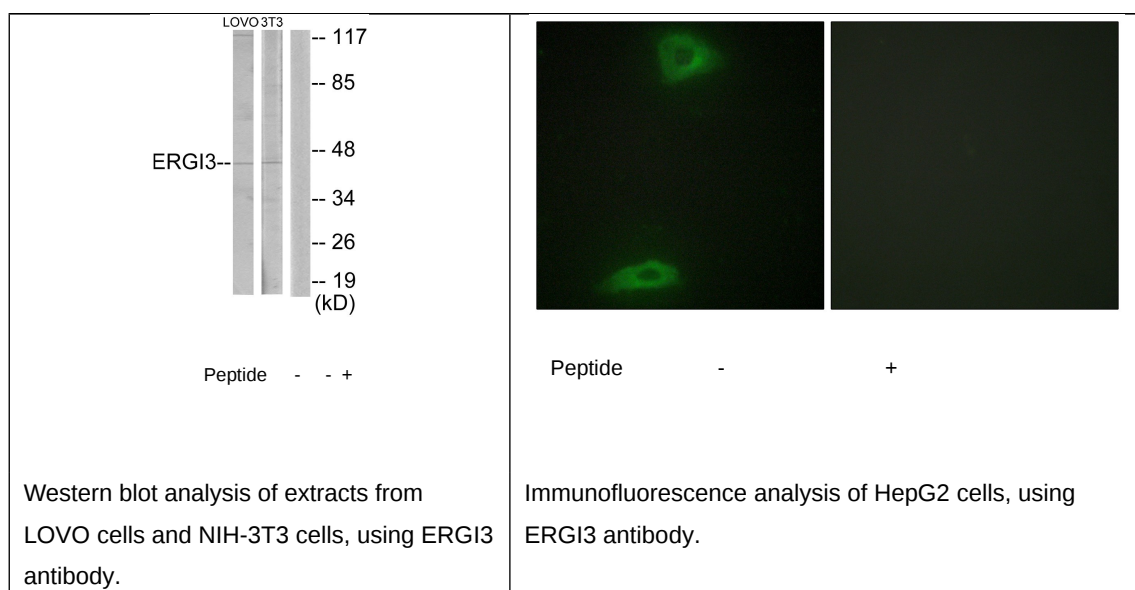 LOVO 3T3
-- 117
-- 85
-- 48
ERGI3--
-- 34
-- 26
-- 19
(kD)
Peptide - - +
Western blot analysis of extracts from
LOVO cells and NIH-3T3 cells, using ERGI3
antibody.
Peptide - +
Immunofluorescence analysis of HepG2 cells, using
ERGI3 antibody.